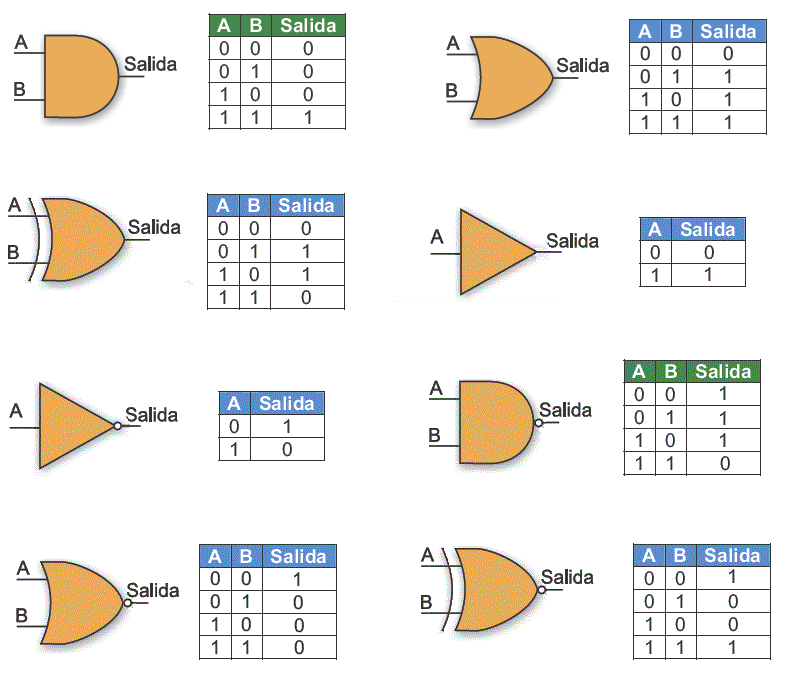 A
B
Salida
A B Salida
0 0 0
0 1 0
1 0 0
1 1 1
A
B
Salida
A B Salida
0 0 0
0 1 1
1 0 1
1 1 1
A
B
Salida
A B Salida
0 0 0
0 1 1
1 0 1
1 1 0
A
Salida
A Salida
0 0
1 1
A
Salida
A Salida
0 1
1 0
A
B
Salida
A B Salida
0 0 1
0 1 1
1 0 1
1 1 0
A
B
Salida
A B Salida
0 0 1
0 1 0
1 0 0
1 1 0
A
B
Salida
A B Salida
0 0 1
0 1 0
1 0 0
1 1 1